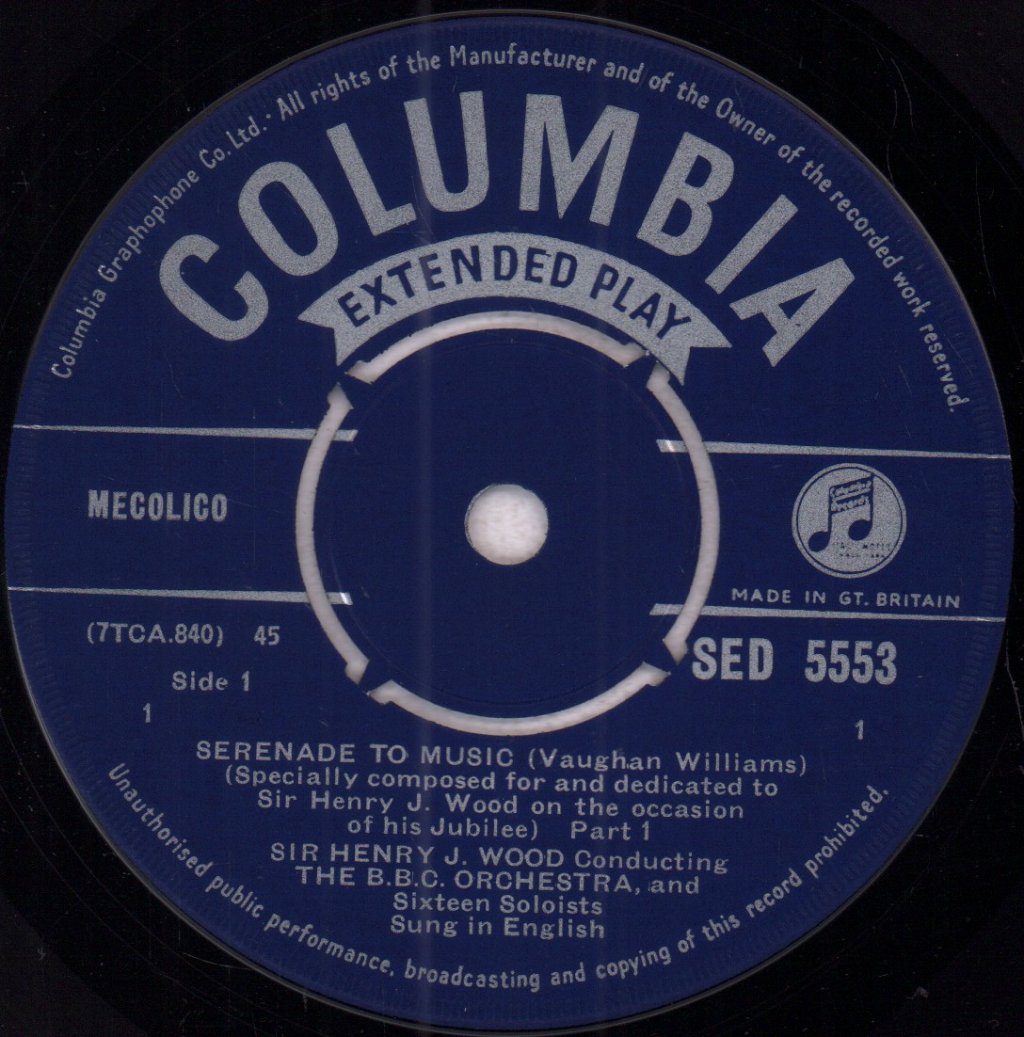 Columbia Graphophone Co. Ltd. · All rights of the Manufacturer and of the Owner of the recorded work reserved.
COLUMBIA
EXTENDED PLAY
MECOLICO
Columbia
Records
MADE IN GT. BRITAIN
(7TCA.840) 45
SED 5553
Side 1
1
1
SERENADE TO MUSIC (Vaughan Williams)
(Specially composed for and dedicated to
Sir Henry J. Wood on the occasion
of his Jubilee) Part 1
SIR HENRY J. WOOD Conducting
THE B.B.C. ORCHESTRA, and
Sixteen Soloists
Sung in English
Unauthorised public performance, broadcasting and copying of this record prohibited.